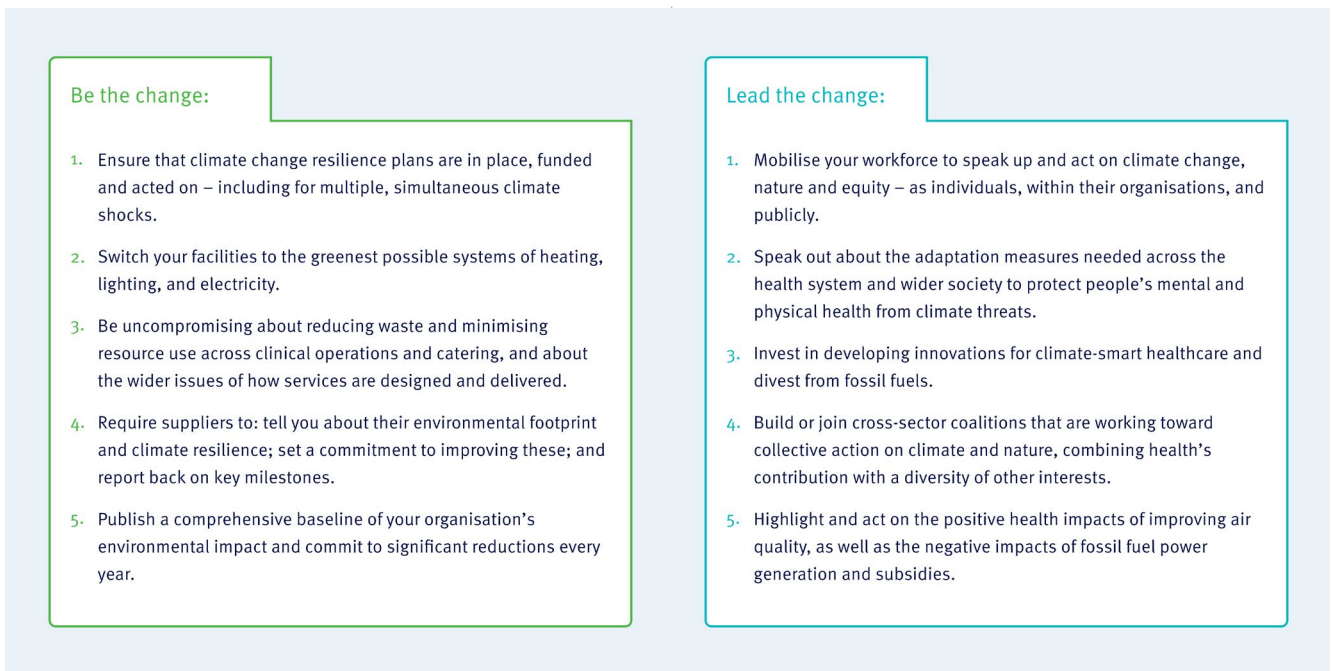 Be the change:
1. Ensure that climate change resilience plans are in place, funded
and acted on – including for multiple, simultaneous climate
shocks.
2. Switch your facilities to the greenest possible systems of heating,
lighting, and electricity.
3. Be uncompromising about reducing waste and minimising
resource use across clinical operations and catering, and about
the wider issues of how services are designed and delivered.
4. Require suppliers to: tell you about their environmental footprint
and climate resilience; set a commitment to improving these; and
report back on key milestones.
5. Publish a comprehensive baseline of your organisation’s
environmental impact and commit to significant reductions every
year.
Lead the change:
1. Mobilise your workforce to speak up and act on climate change,
nature and equity – as individuals, within their organisations, and
publicly.
2. Speak out about the adaptation measures needed across the
health system and wider society to protect people’s mental and
physical health from climate threats.
3. Invest in developing innovations for climate-smart healthcare and
divest from fossil fuels.
4. Build or join cross-sector coalitions that are working toward
collective action on climate and nature, combining health’s
contribution with a diversity of other interests.
5. Highlight and act on the positive health impacts of improving air
quality, as well as the negative impacts of fossil fuel power
generation and subsidies.